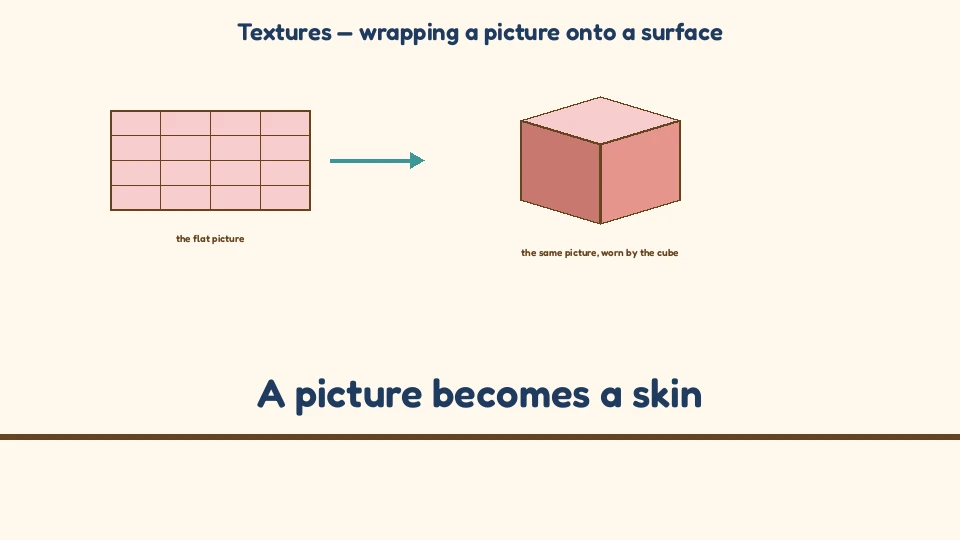 Textures — wrapping a picture onto a surface
the flat picture
the same picture, worn by the cube
A picture becomes a skin